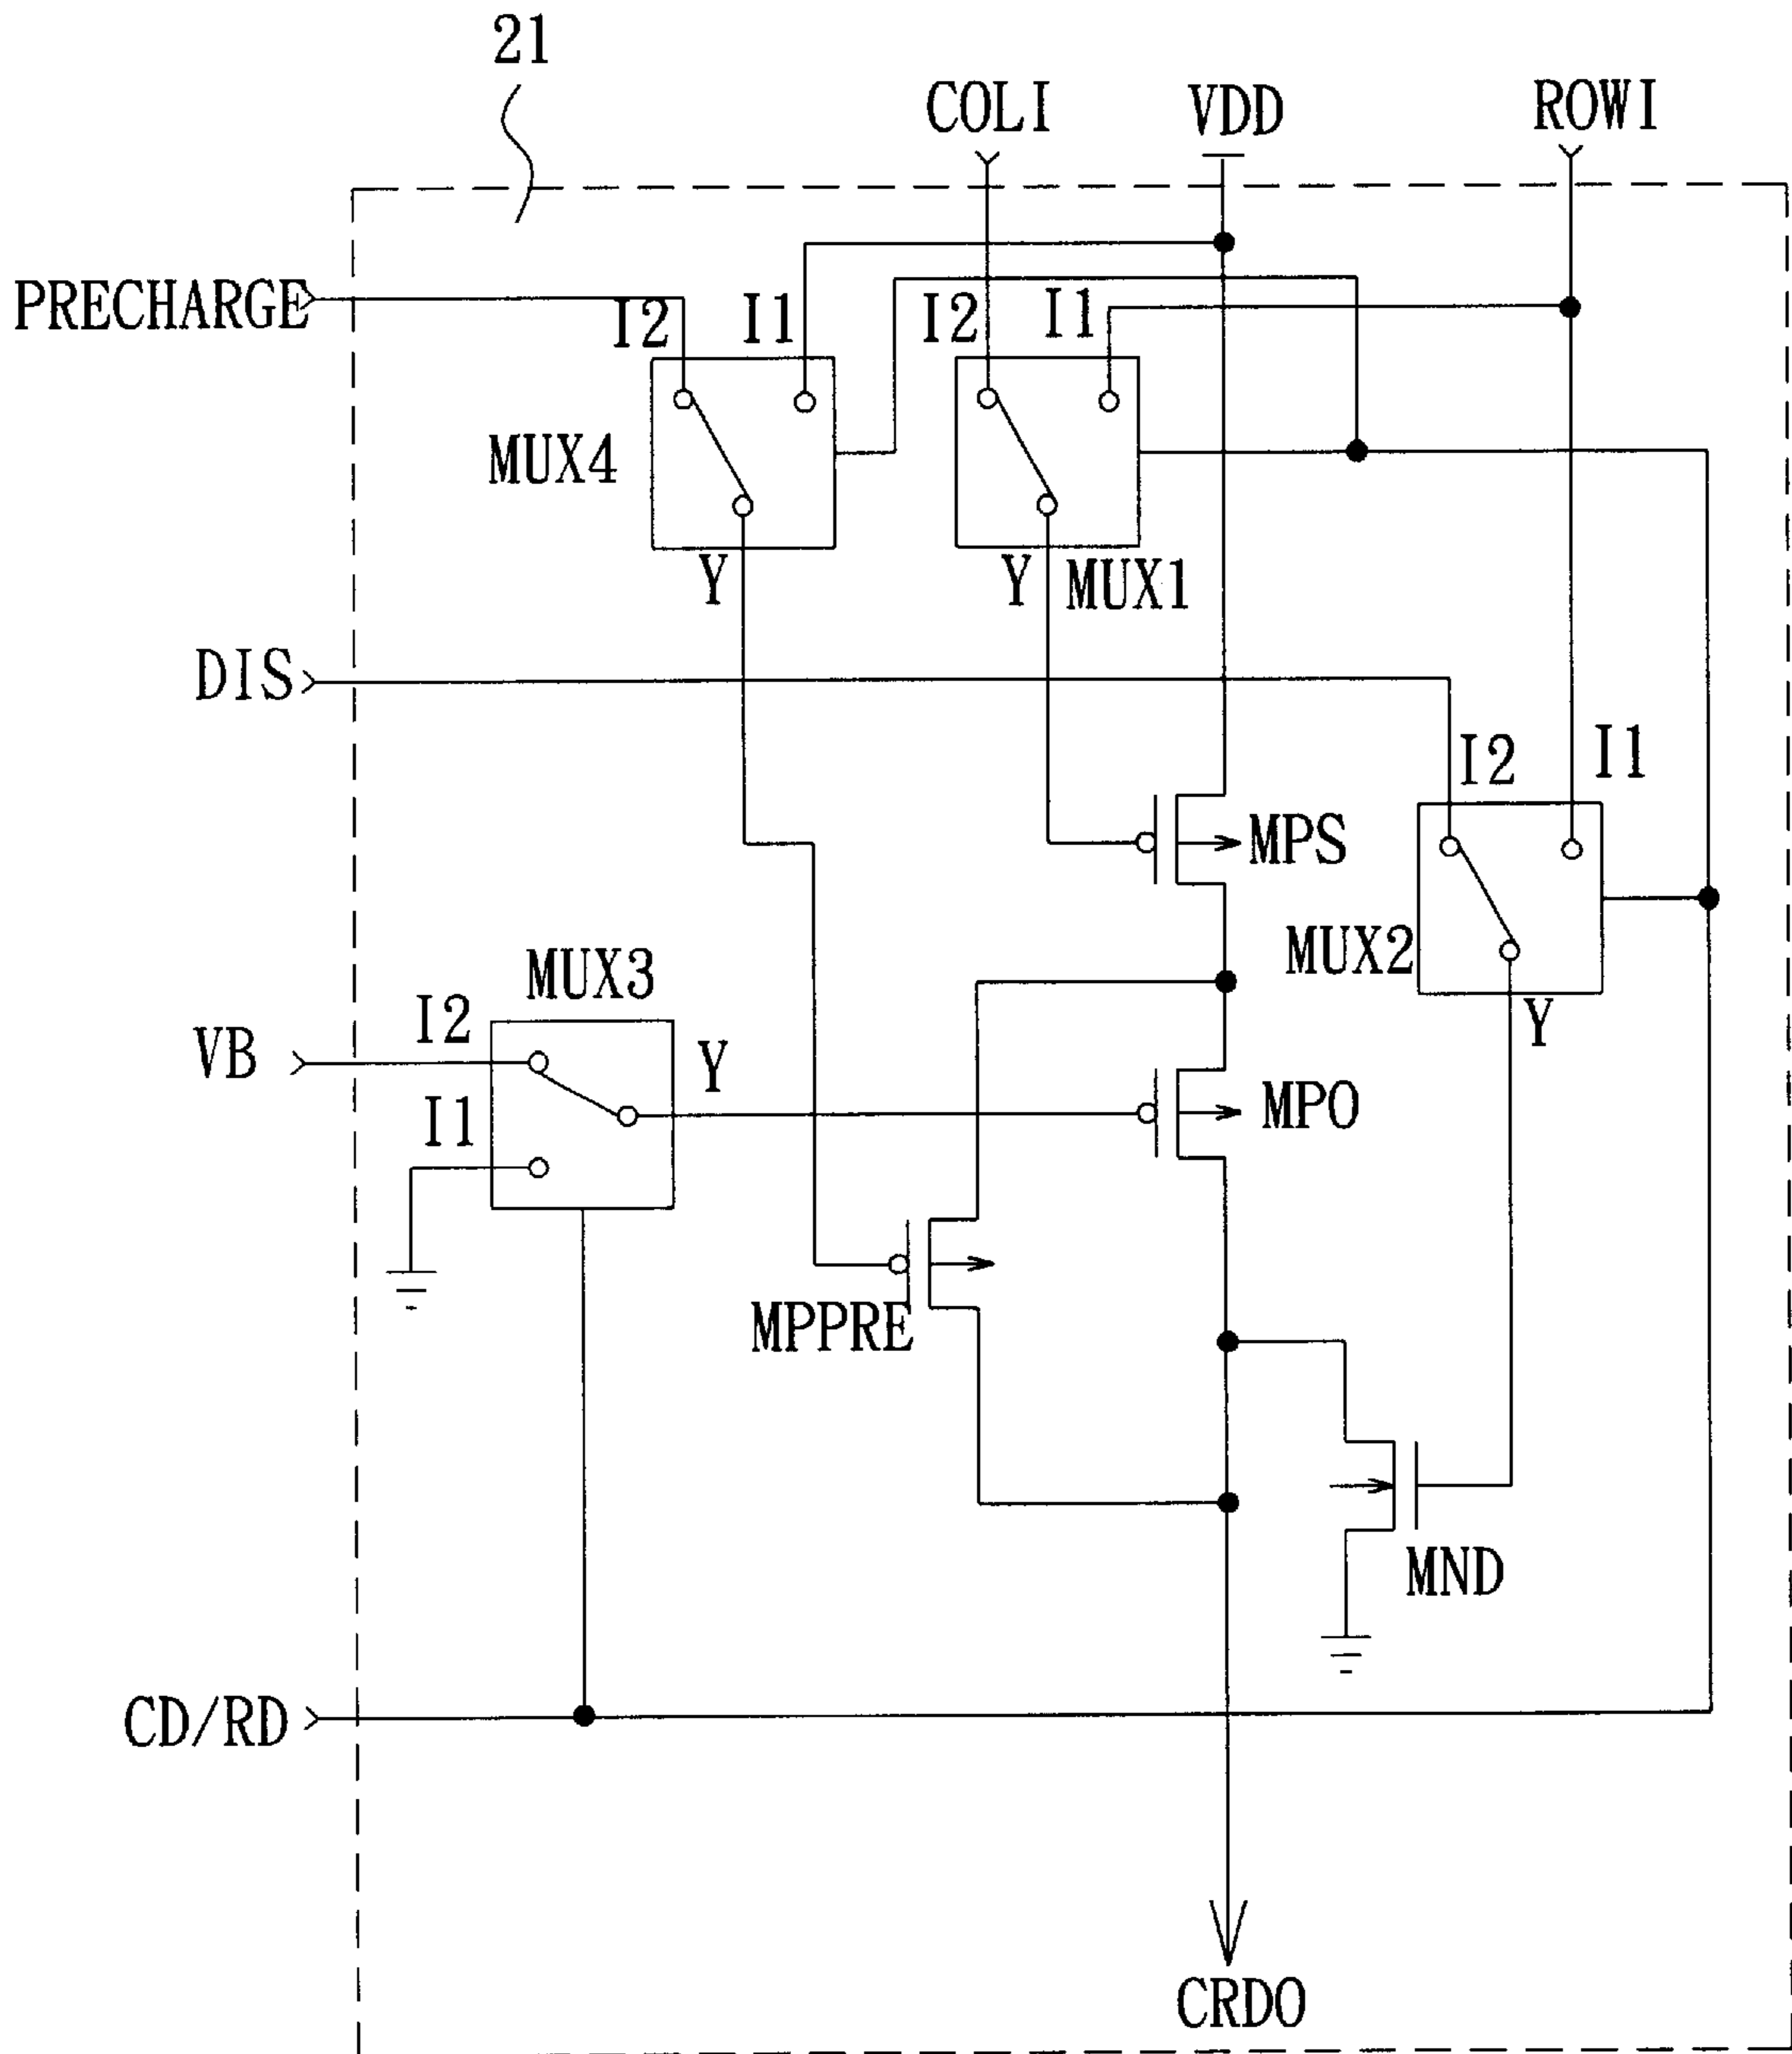 21
COLI VDD ROWI
PRECHARGE
I2 I1 I2 I1
MUX4
Y Y MUX1
DIS
I2 I1
MPS
MUX2
MUX3
I2
Y
VB Y
I1
MPO
MPPRE
MND
CD/RD
CRDO